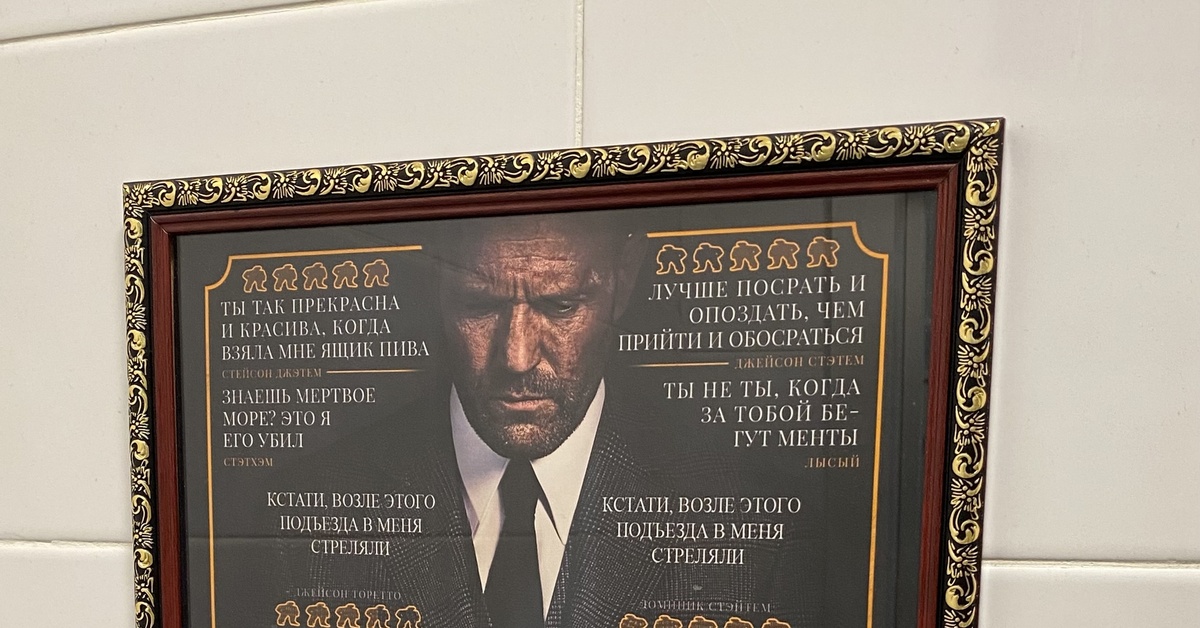 ТЫ ТАК ПРЕКРАСНА
И КРАСИВА, КОГДА
ВЗЯЛА МНЕ ЯЩИК ПИВА
СТЕЙСОН ДЖЭТЕМ
ЗНАЕШЬ МЕРТВОЕ
МОРЕ? ЭТО Я
ЕГО УБИЛ
СТЭТХЭМ
КСТАТИ, ВОЗЛЕ ЭТОГО
ПОДЪЕЗДА В МЕНЯ
СТРЕЛЯЛИ
ДЖЕЙСОН ТОРЕТТО
ЛУЧШЕ ПОСРАТЬ И
ОПОЗДАТЬ, ЧЕМ
ПРИЙТИ И ОБОСРАТЬСЯ
ДЖЕЙСОН СТЭТЕМ
ТЫ НЕ ТЫ, КОГДА
ЗА ТОБОЙ БЕ-
ГУТ МЕНТЫ
ЛЫСЫЙ
КСТАТИ, ВОЗЛЕ ЭТОГО
ПОДЪЕЗДА В МЕНЯ
СТРЕЛЯЛИ
ДОМИНИК СТЭЙТЕМ